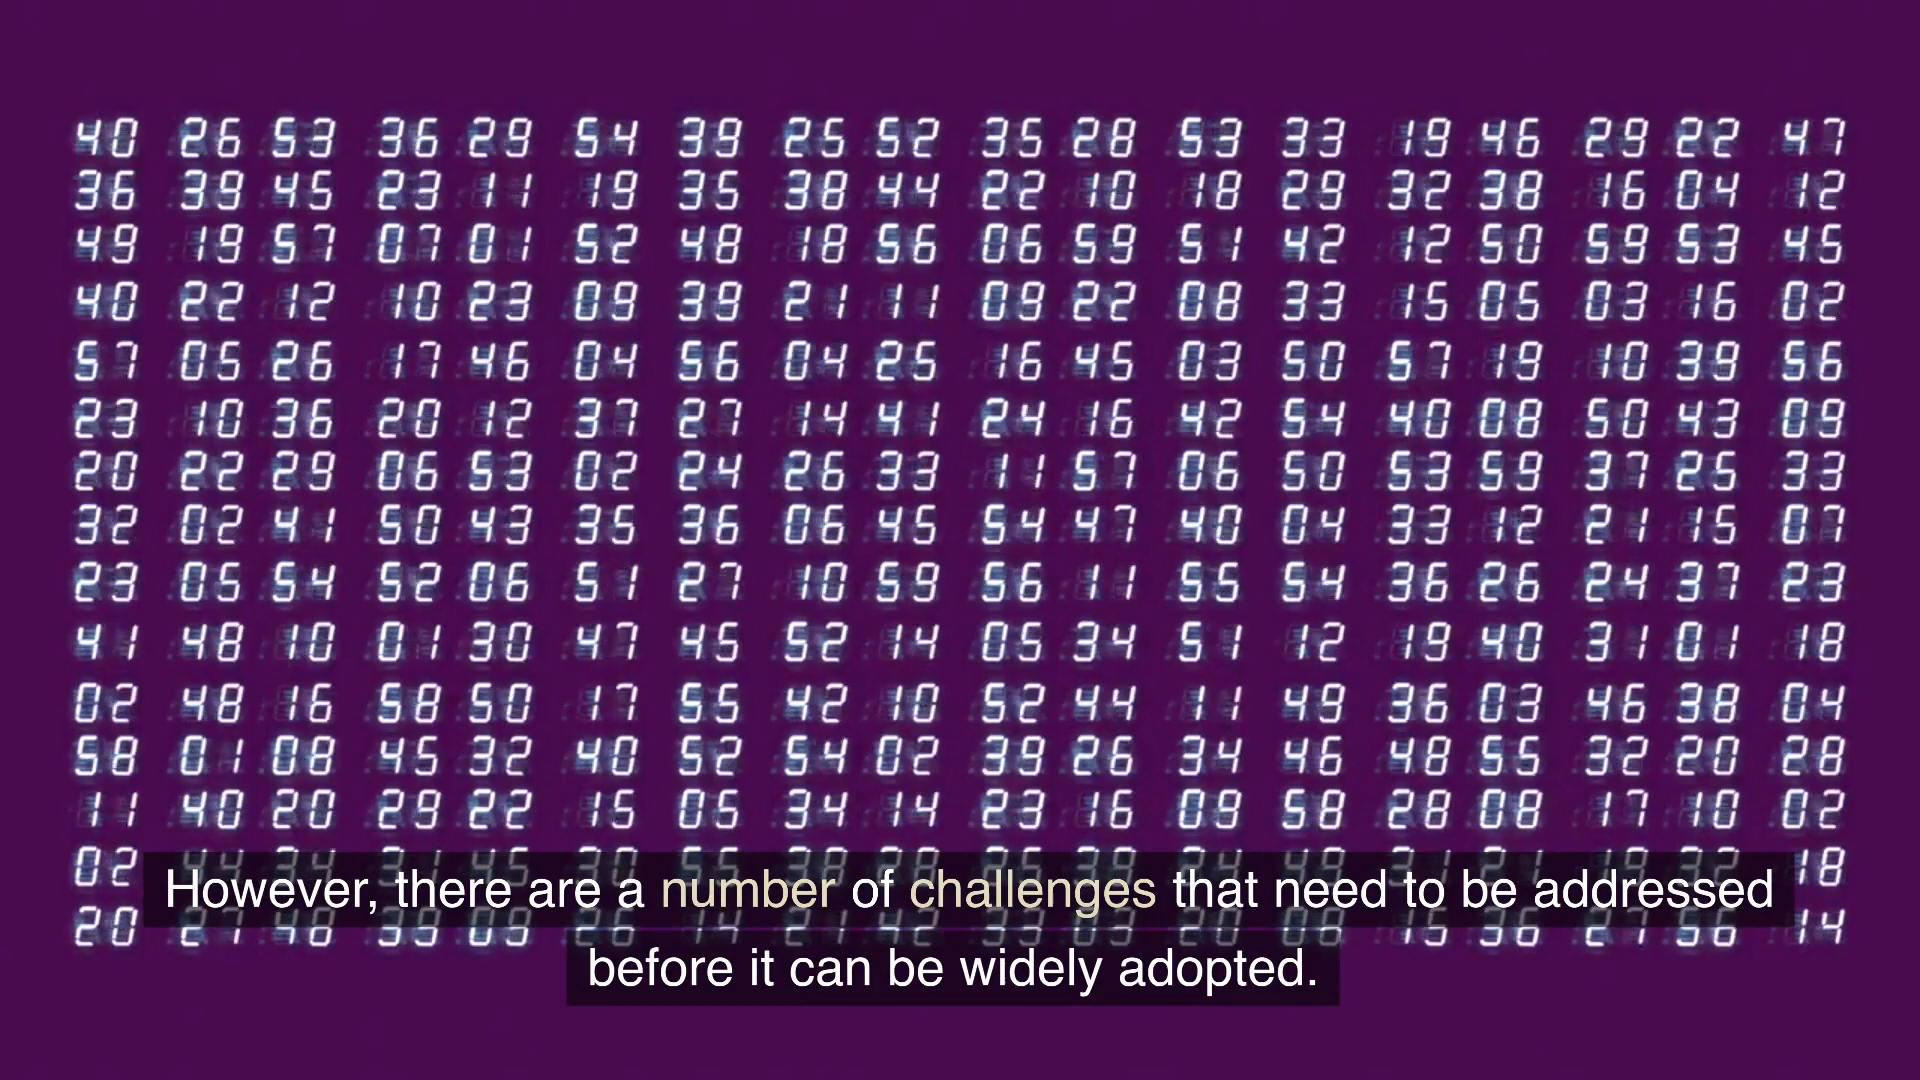 40 26 53 36 29 54 39 25 52 35 28 53 33 19 46 29 22 47
36 39 45 23 11 19 35 38 44 22 10 18 29 32 38 16 04 12
49 19 57 07 01 52 48 18 56 06 59 51 42 12 50 59 53 45
40 22 12 10 23 09 39 21 11 09 22 08 33 15 05 03 16 02
57 05 26 17 46 04 56 04 25 16 45 03 50 57 19 10 38 56
23 10 36 20 12 37 27 14 41 24 16 42 54 40 08 50 43 09
20 22 29 06 53 02 24 26 33 11 57 06 50 53 59 37 25 33
32 02 41 50 43 35 36 06 45 54 47 40 04 33 12 21 15 07
23 05 54 52 06 51 27 10 59 56 11 55 54 36 26 24 37 23
41 48 10 01 30 47 45 52 14 05 34 51 12 19 40 31 01 18
02 48 16 58 50 17 55 42 10 52 44 11 49 36 03 46 38 04
58 01 08 45 32 40 52 54 02 39 26 34 46 48 55 32 20 28
11 40 20 29 22 15 05 34 14 23 16 09 58 28 08 17 10 02
02 18
However, there are a number of challenges that need to be addressed
20 14
before it can be widely adopted.